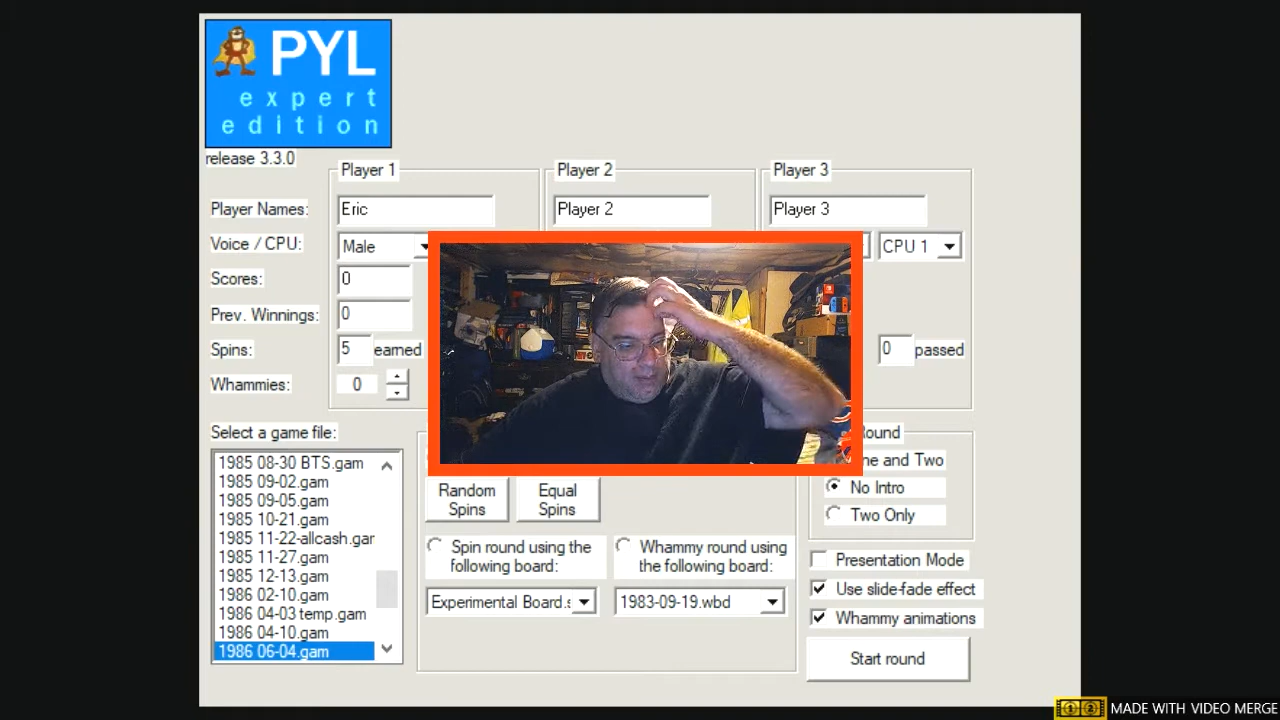 PYL
expert
edition
release 3.3.0
Player 1
Player 2
Player 3
Player Names:
Eric
Player 2
Player 3
Voice / CPU:
Male
CPU 1
Scores:
0
Prev. Winnings:
0
Spins:
5 earned
0 passed
Whammies:
0
Select a game file:
1985 08-30 BTS.gam
1985 09-02.gam
1985 09-05.gam
1985 10-21.gam
1985 11-22-allcash.gar
1985 11-27.gam
1985 12-13.gam
1986 02-10.gam
1986 04-03 temp.gam
1986 04-10.gam
1986 06-04.gam
Random
Spins
Equal
Spins
Spin round using the
following board:
Experimental Board.s
Whammy round using
the following board:
1983-09-19.wbd
Round
ne and Two
No Intro
Two Only
Presentation Mode
Use slide-fade effect
Whammy animations
Start round
MADE WITH VIDEO MERGE